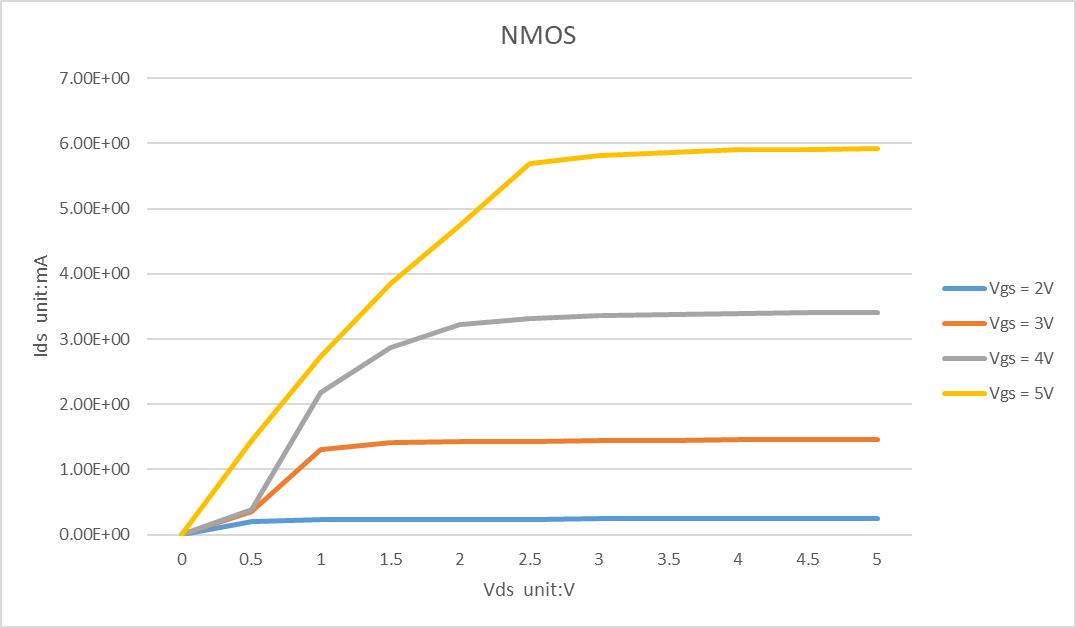 NMOS
7.00E+00
6.00E+00
5.00E+00
4.00E+00
3.00E+00
2.00E+00
1.00E+00
0.00E+00
Ids unit:mA
0 0.5 1 1.5 2 2.5 3 3.5 4 4.5 5
Vds unit:V
Vgs = 2V
Vgs = 3V
Vgs = 4V
Vgs = 5V